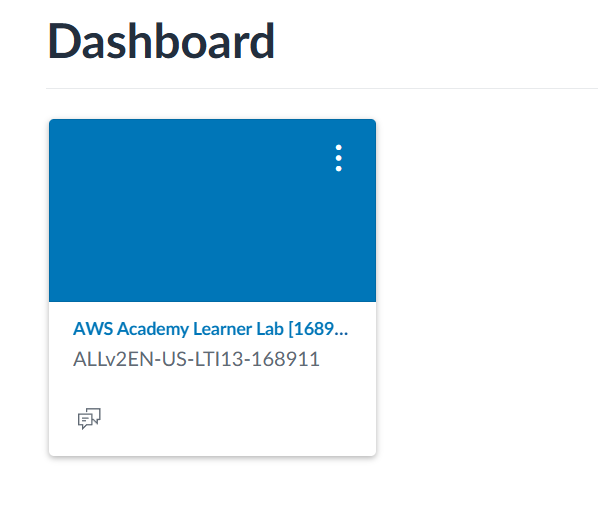 Dashboard
AWS Academy Learner Lab [1689...
ALLv2EN-US-LTI13-168911